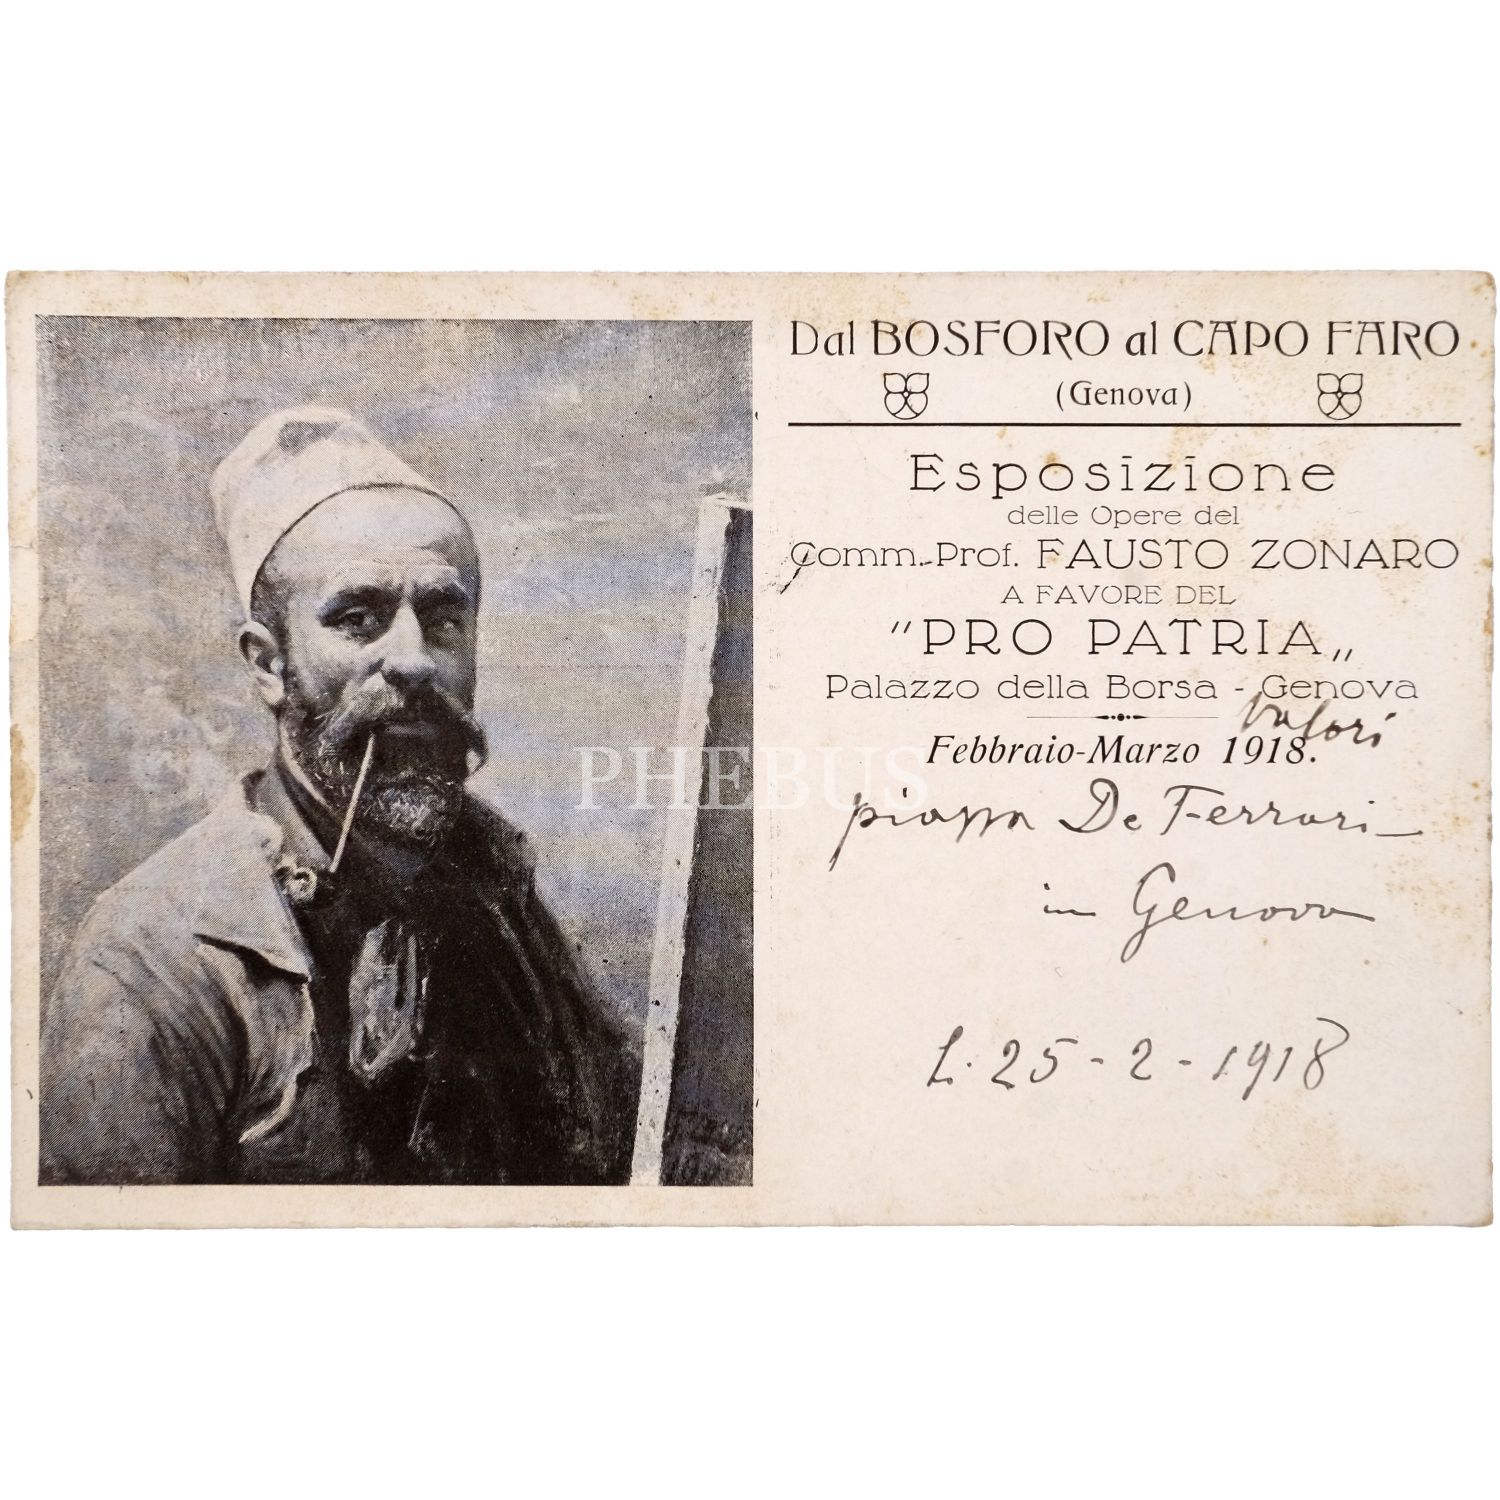 Dal BOSFORO al CAPO FARO
(Genova)
Esposizione
delle Opere del
Comm. Prof. FAUSTO ZONARO
A FAVORE DEL
"PRO PATRIA„
Palazzo della Borsa - Genova
Valori
Febbraio-Marzo 1918.
piazza De Ferrari -
in Genova
L. 25 - 2 - 1918
PHEBUS